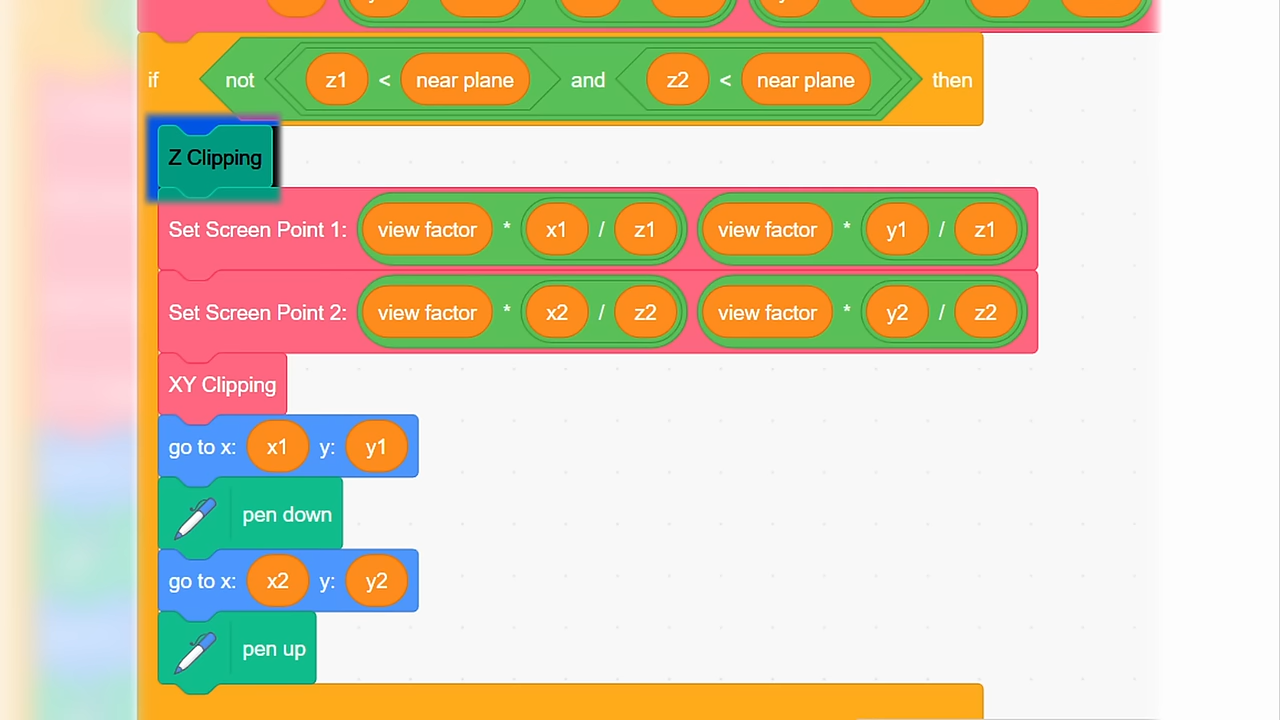 if not z1 < near plane and z2 < near plane then
Z Clipping
Set Screen Point 1: view factor * x1 / z1 view factor * y1 / z1
Set Screen Point 2: view factor * x2 / z2 view factor * y2 / z2
XY Clipping
go to x: x1 y: y1
pen down
go to x: x2 y: y2
pen up